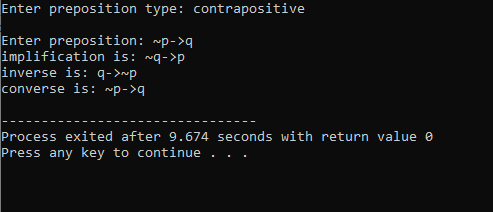 Enter preposition type: contrapositive
Enter preposition: ~p->q
implification is: ~q->p
inverse is: q->~p
converse is: ~p->q
--------------------------------
Process exited after 9.674 seconds with return value 0
Press any key to continue . . .